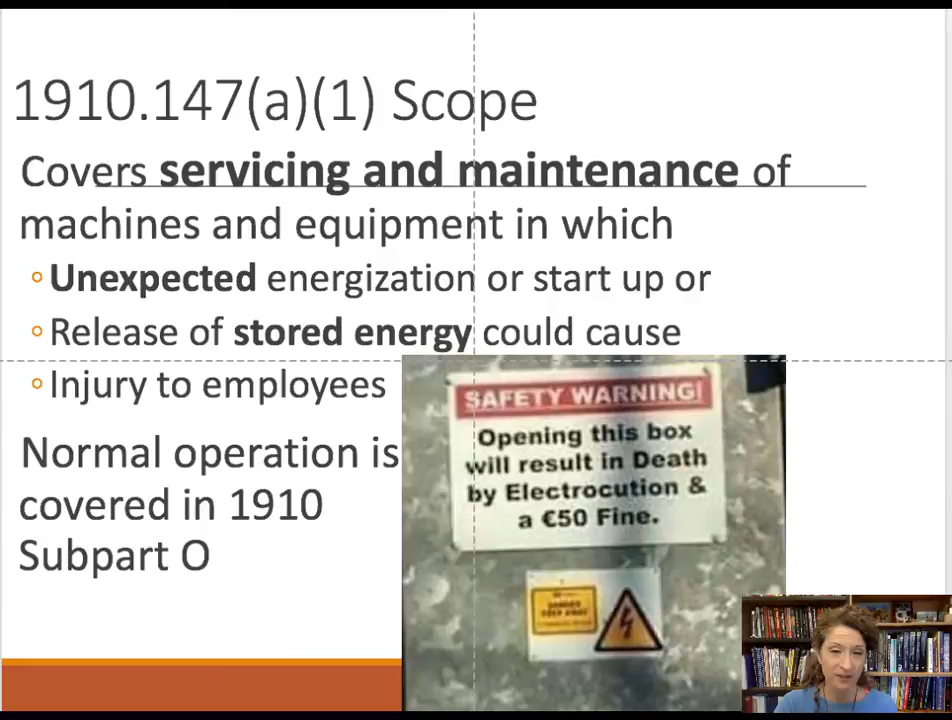 1910.147(a)(1) Scope
Covers servicing and maintenance of
machines and equipment in which
Unexpected energization or start up or
Release of stored energy could cause
Injury to employees
Normal operation is
covered in 1910
Subpart O
SAFETY WARNING!
Opening this box
will result in Death
by Electrocution &
a €50 Fine.